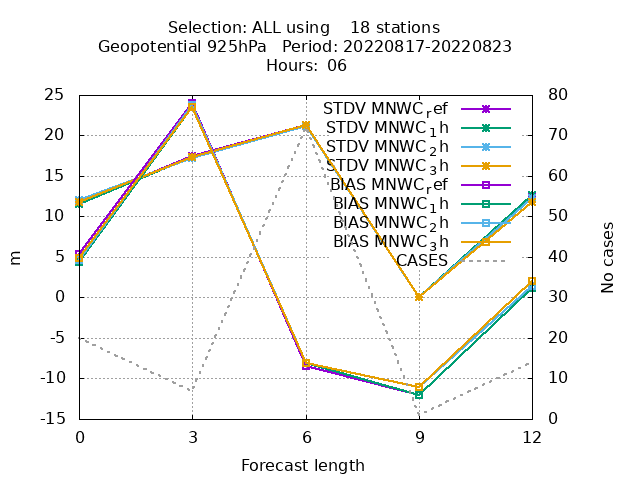 Selection: ALL using    18 stations
Geopotential 925hPa   Period: 20220817-20220823
Hours:  06
25 80
20 70
15 60
10 50
5 40
0 30
-5 20
-10 10
-15 0
STDV MNWC_ref
STDV MNWC_1h
STDV MNWC_2h
STDV MNWC_3h
BIAS MNWC_ref
BIAS MNWC_1h
BIAS MNWC_2h
BIAS MNWC_3h
CASES
m
No cases
0 3 6 9 12
Forecast length